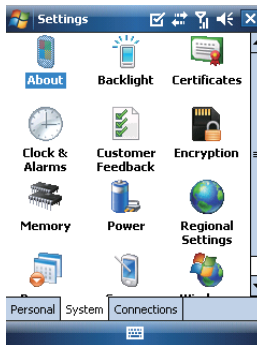 Settings
About Backlight Certificates
Clock & Customer Encryption
Alarms Feedback
Memory Power Regional
Settings
Personal System Connections